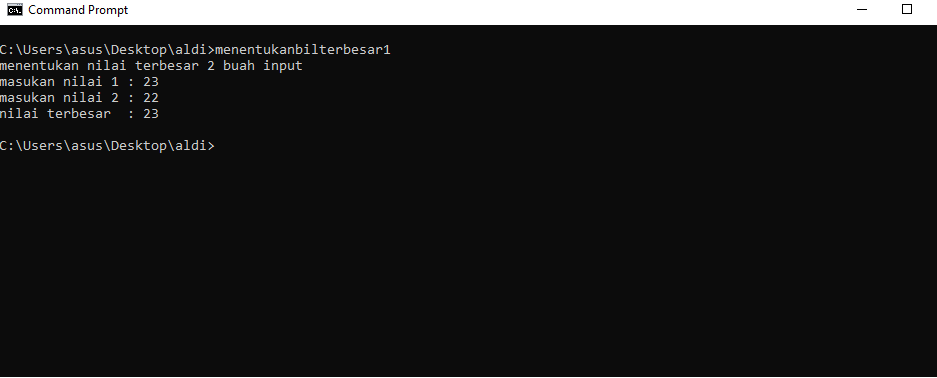 Command Prompt
C:\Users\asus\Desktop\aldi>menentukanbilterbesar1
menentukan nilai terbesar 2 buah input
masukan nilai 1 : 23
masukan nilai 2 : 22
nilai terbesar  : 23
C:\Users\asus\Desktop\aldi>